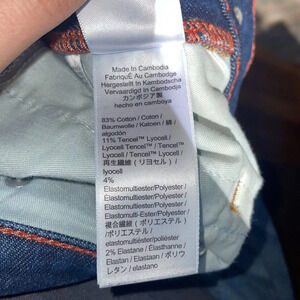 Made In Cambodia
FabriquÉ Au Cambodge
Hergestellt In Kambodscha
Vervaardigd In Cambodja
カンボジア製
hecho en camboya
83% Cotton / Coton /
Baumwolle / Katoen / 綿 /
algodón
11% Tencel™ Lyocell /
Lyocell Tencel™ / Tencel™
Lyocell / Tencel™ Lyocell /
再生繊維 (リヨセル) /
lyocell
4%
Elastomultiester/Polyester /
Elastomultiester/Polyester /
Elastomultiester/Polyester /
Elastomulti-Ester/Polyester /
複合繊維 (ポリエステル)
/ポリエステル /
elastomultiéster/poliéster
2% Elastane / Élasthanne /
Elastan / Elastaan / ポリウ
レタン / elastano